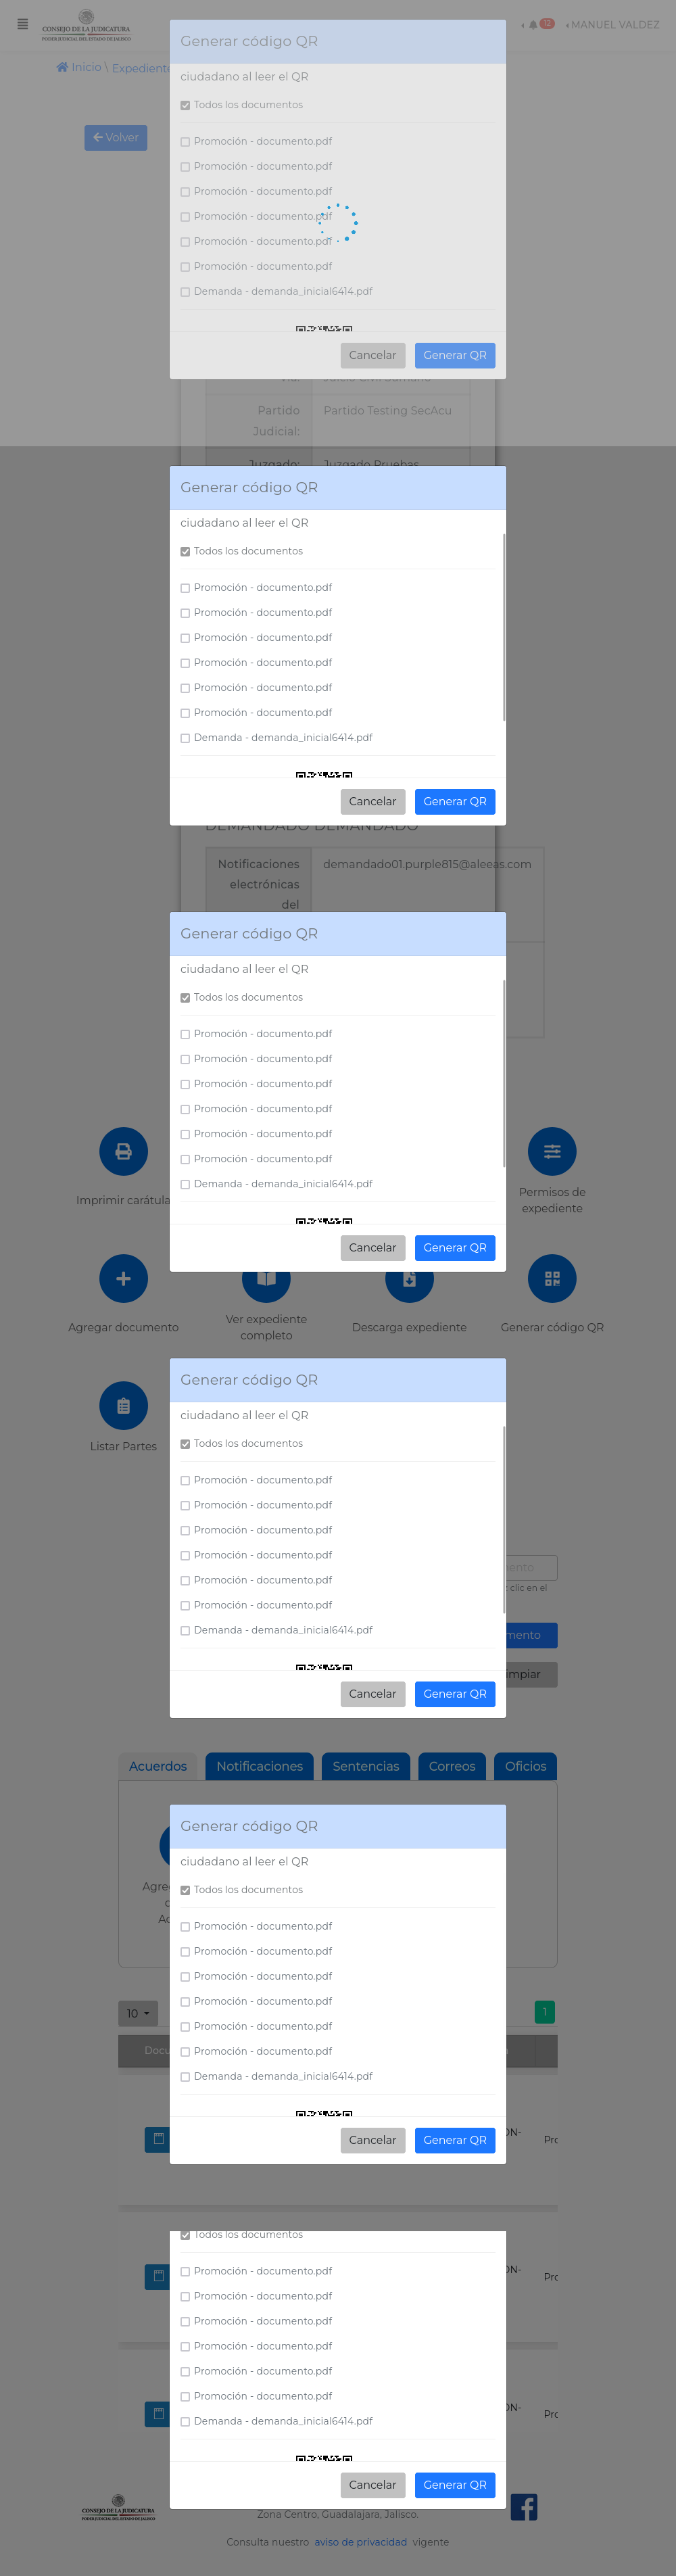 CONSEJO DE LA JUDICATURA
PODER JUDICIAL DEL ESTADO DE JALISCO
12
MANUEL VALDEZ
Inicio \ Expediente
Volver
Generar código QR
ciudadano al leer el QR
Todos los documentos
Promoción - documento.pdf
Promoción - documento.pdf
Promoción - documento.pdf
Promoción - documento.pdf
Promoción - documento.pdf
Promoción - documento.pdf
Demanda - demanda_inicial6414.pdf
Cancelar
Generar QR
Partido Judicial:
Partido Testing SecAcu
Juzgado:
Juzgado Pruebas
Generar código QR
ciudadano al leer el QR
Todos los documentos
Promoción - documento.pdf
Promoción - documento.pdf
Promoción - documento.pdf
Promoción - documento.pdf
Promoción - documento.pdf
Promoción - documento.pdf
Demanda - demanda_inicial6414.pdf
Cancelar
Generar QR
DEMANDADO DEMANDADO
Notificaciones
electrónicas
del
demandado01.purple815@aleeas.com
Generar código QR
ciudadano al leer el QR
Todos los documentos
Promoción - documento.pdf
Promoción - documento.pdf
Promoción - documento.pdf
Promoción - documento.pdf
Promoción - documento.pdf
Promoción - documento.pdf
Demanda - demanda_inicial6414.pdf
Cancelar
Generar QR
Imprimir carátula
Permisos de
expediente
Agregar documento
Ver expediente
completo
Descarga expediente
Generar código QR
Generar código QR
ciudadano al leer el QR
Todos los documentos
Promoción - documento.pdf
Promoción - documento.pdf
Promoción - documento.pdf
Promoción - documento.pdf
Promoción - documento.pdf
Promoción - documento.pdf
Demanda - demanda_inicial6414.pdf
Cancelar
Generar QR
Listar Partes
clic en el
Acuerdos
Notificaciones
Sentencias
Correos
Oficios
Generar código QR
ciudadano al leer el QR
Todos los documentos
Promoción - documento.pdf
Promoción - documento.pdf
Promoción - documento.pdf
Promoción - documento.pdf
Promoción - documento.pdf
Promoción - documento.pdf
Demanda - demanda_inicial6414.pdf
Cancelar
Generar QR
10
1
Todos los documentos
Promoción - documento.pdf
Promoción - documento.pdf
Promoción - documento.pdf
Promoción - documento.pdf
Promoción - documento.pdf
Promoción - documento.pdf
Demanda - demanda_inicial6414.pdf
Cancelar
Generar QR
CONSEJO DE LA JUDICATURA
PODER JUDICIAL DEL ESTADO DE JALISCO
Zona Centro, Guadalajara, Jalisco.
Consulta nuestro aviso de privacidad vigente